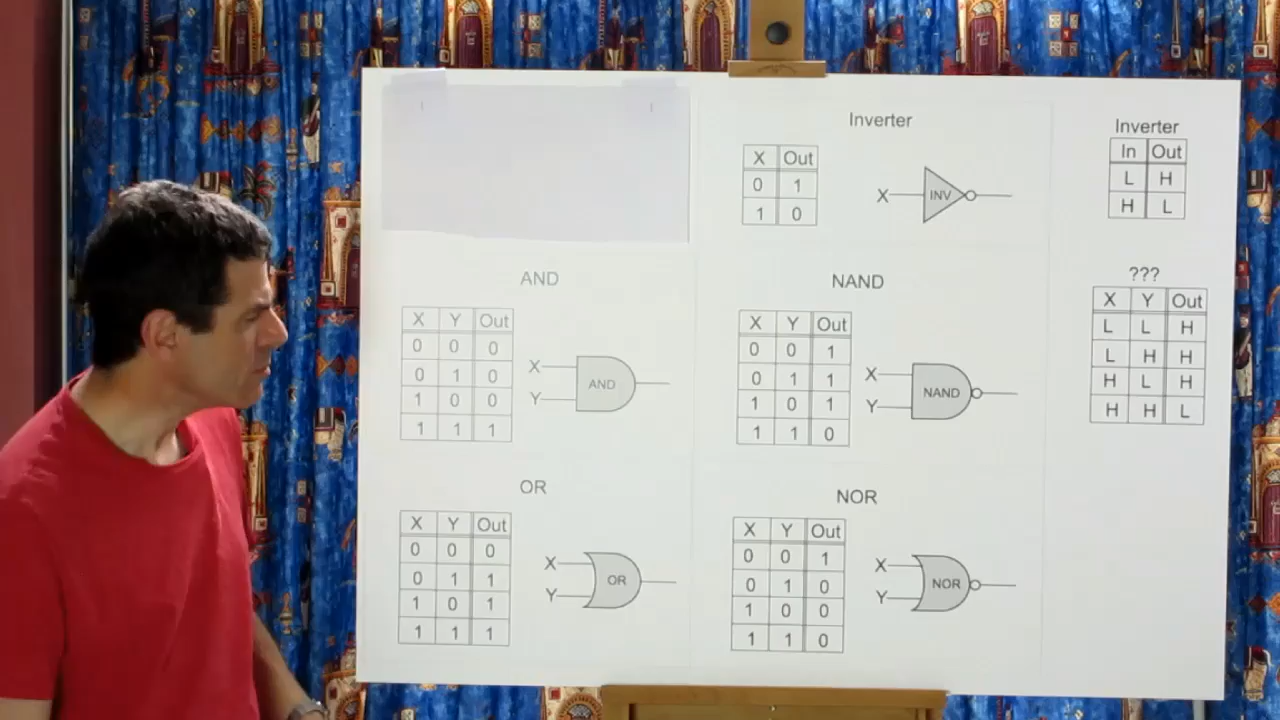 Inverter
X Out
0 1
1 0
X INV
Inverter
In Out
L H
H L
AND
X Y Out
0 0 0
0 1 0
1 0 0
1 1 1
X
Y
AND
NAND
X Y Out
0 0 1
0 1 1
1 0 1
1 1 0
X
Y
NAND
???
X Y Out
L L H
L H H
H L H
H H L
OR
X Y Out
0 0 0
0 1 1
1 0 1
1 1 1
X
Y
OR
NOR
X Y Out
0 0 1
0 1 0
1 0 0
1 1 0
X
Y
NOR